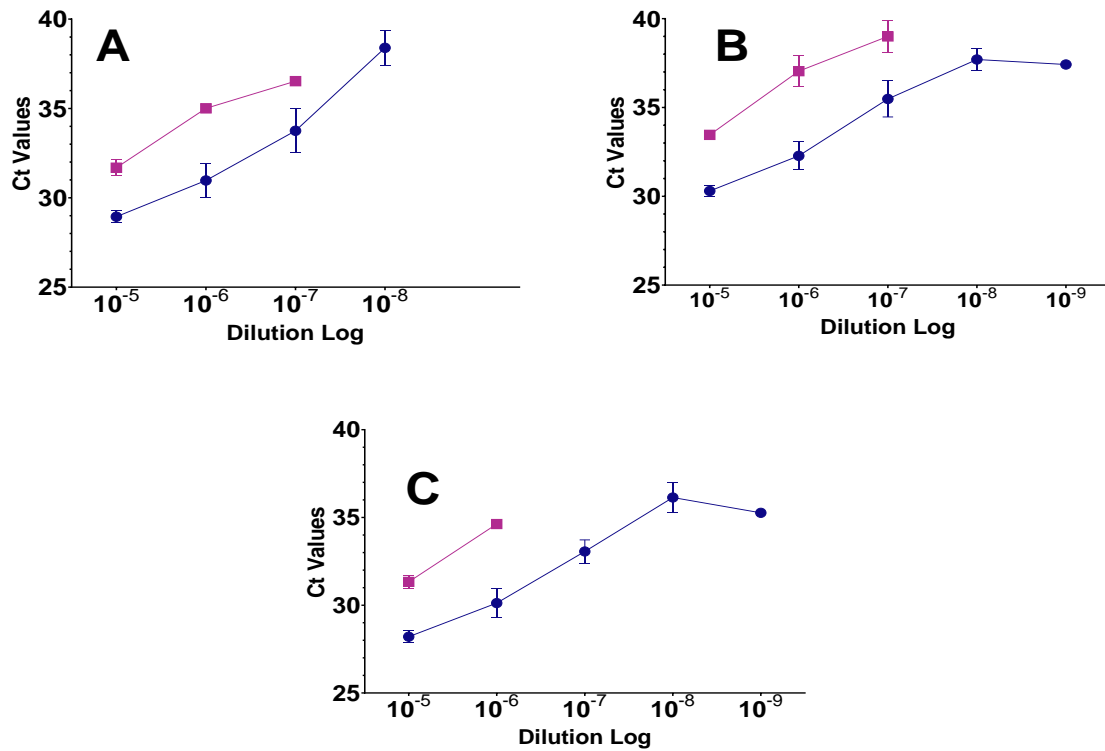 A
Ct Values
40
35
30
25
10⁻⁵ 10⁻⁶ 10⁻⁷ 10⁻⁸
Dilution Log
B
Ct Values
40
35
30
25
10⁻⁵ 10⁻⁶ 10⁻⁷ 10⁻⁸ 10⁻⁹
Dilution Log
C
Ct Values
40
35
30
25
10⁻⁵ 10⁻⁶ 10⁻⁷ 10⁻⁸ 10⁻⁹
Dilution Log